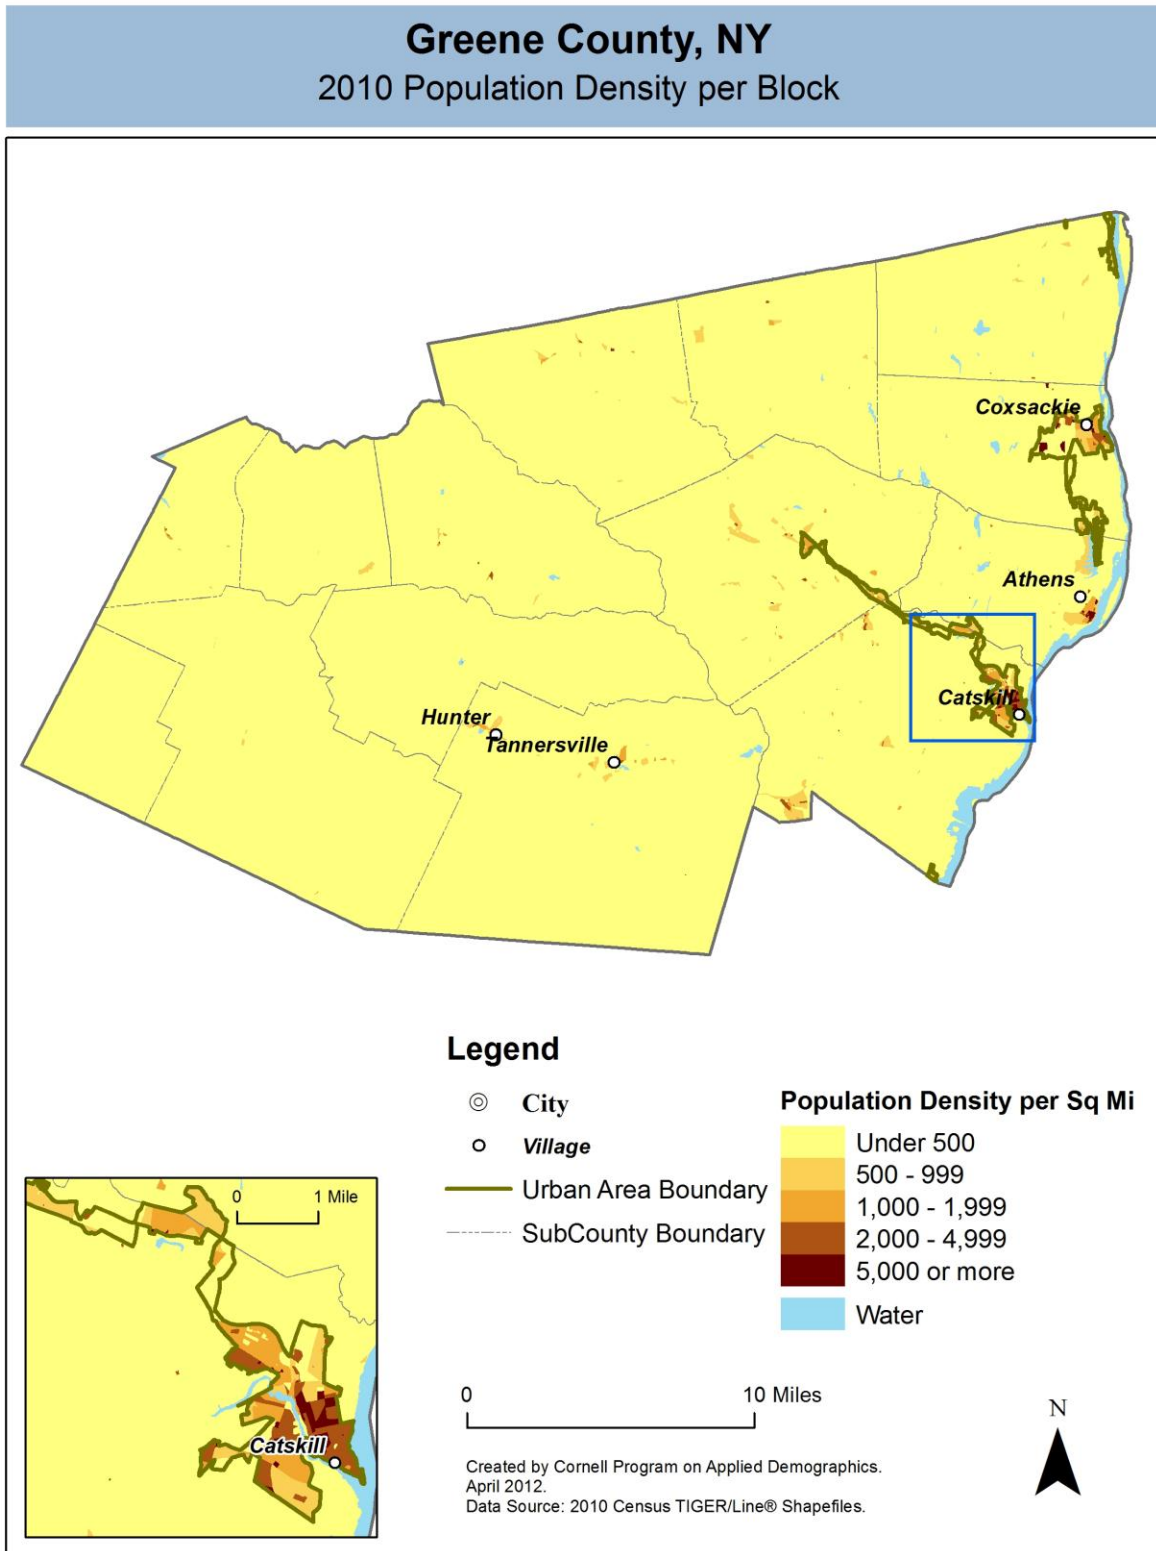 Greene County, NY
2010 Population Density per Block
Coxsackie
Athens
Catskill
Hunter
Tannersville
Legend
City
Village
Urban Area Boundary
SubCounty Boundary
Population Density per Sq Mi
Under 500
500 - 999
1,000 - 1,999
2,000 - 4,999
5,000 or more
Water
0 1 Mile
Catskill
0 10 Miles
N
Created by Cornell Program on Applied Demographics.
April 2012.
Data Source: 2010 Census TIGER/Line® Shapefiles.